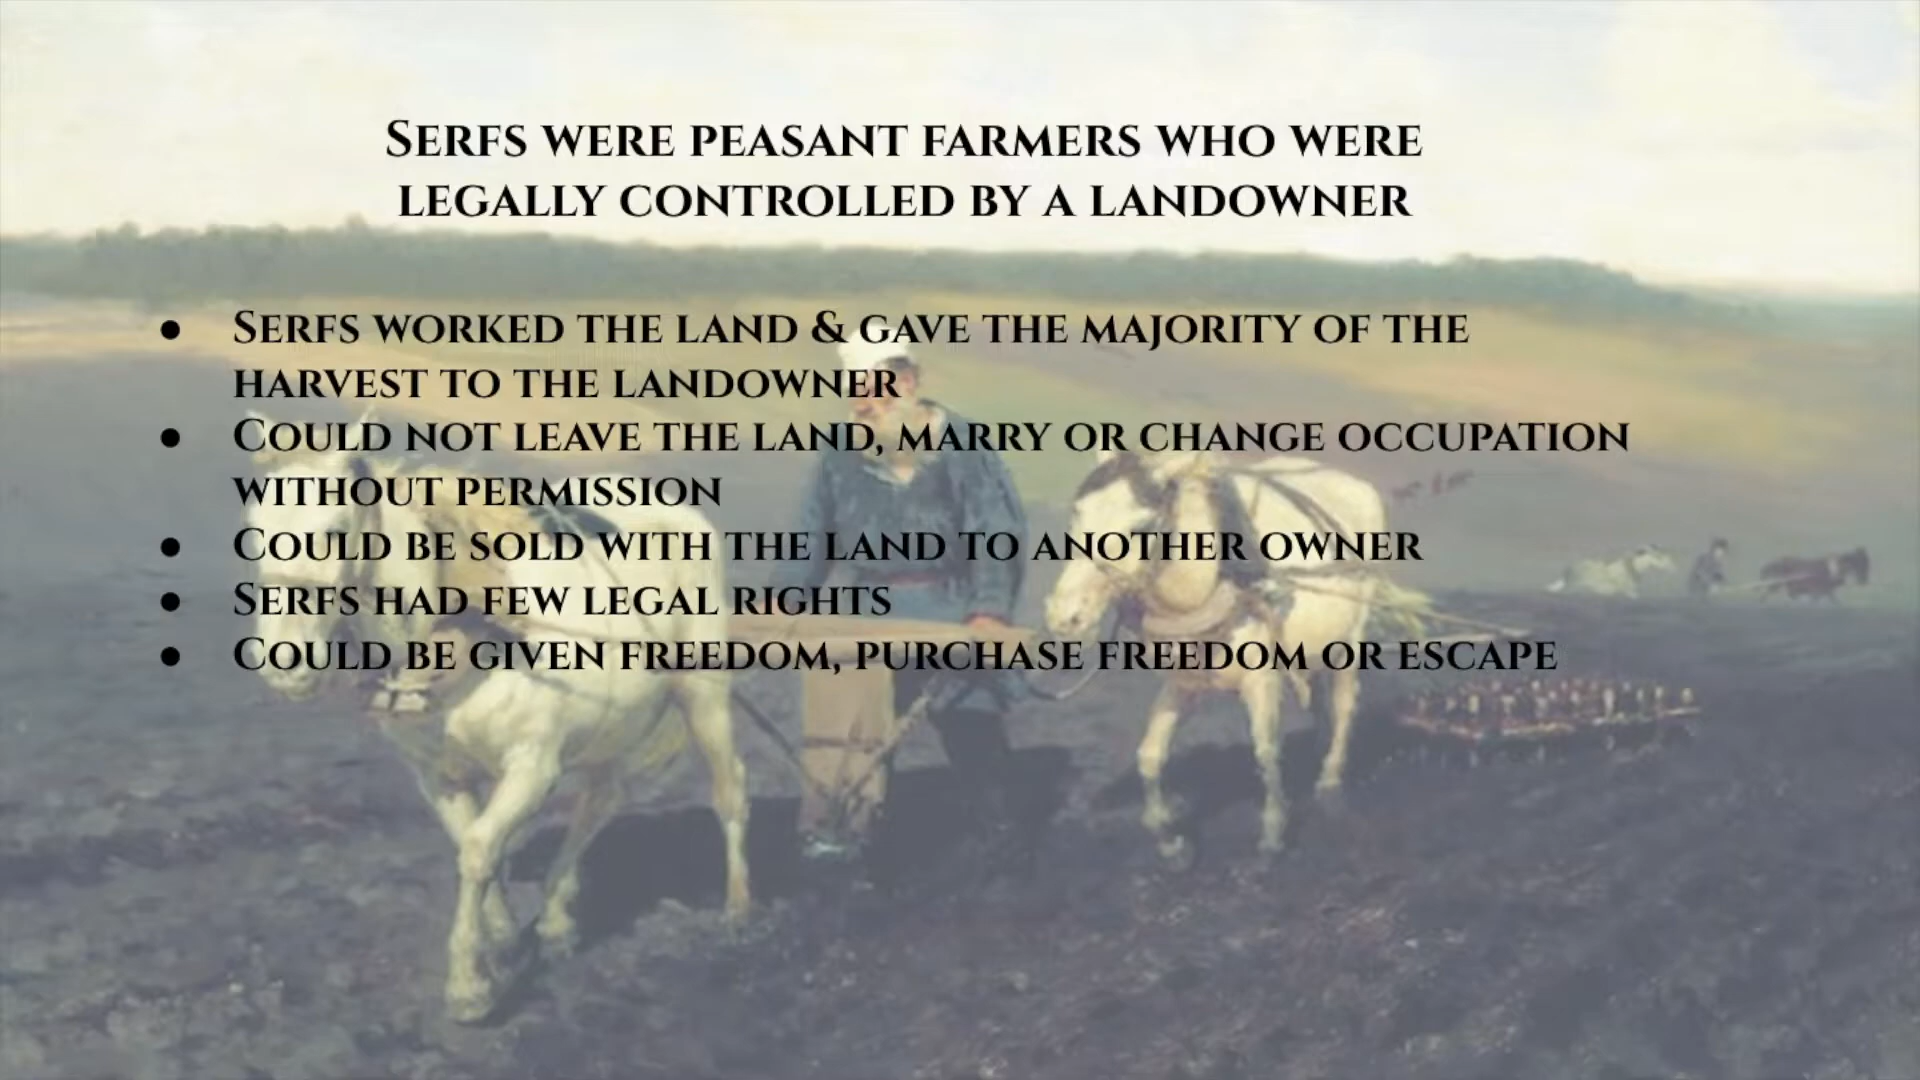 Serfs were peasant farmers who were
legally controlled by a landowner
● Serfs worked the land & gave the majority of the
harvest to the landowner
● Could not leave the land, marry or change occupation
without permission
● Could be sold with the land to another owner
● Serfs had few legal rights
● Could be given freedom, purchase freedom or escape